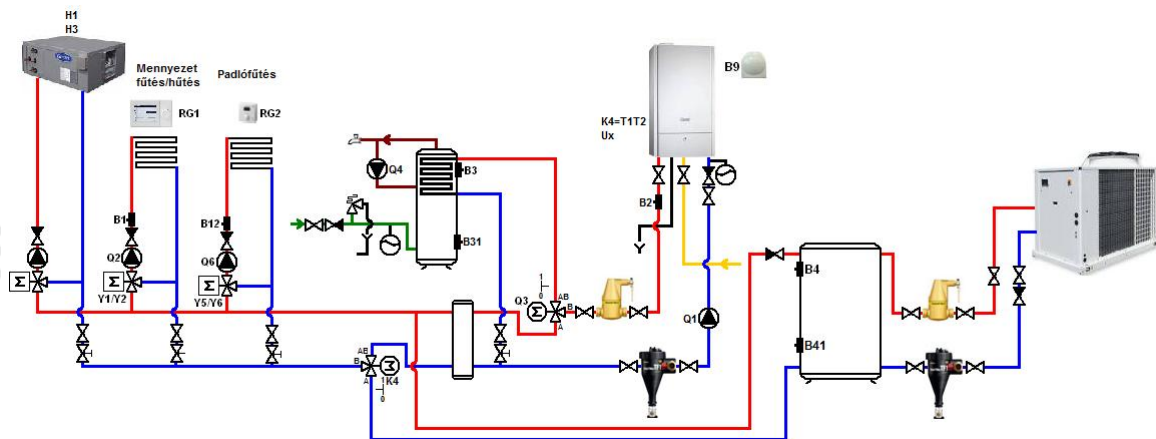 H1
H3
Mennyezet
fűtés/hűtés
RG1
Padlófűtés
RG2
B1
Q2
Y1/Y2
B12
Q6
Y5/Y6
Q4
B3
B31
K4=T1T2
Ux
B9
B2
Q3
1
0
AB
B
A
Q1
AB
B
A
1
0
K4
B4
B41